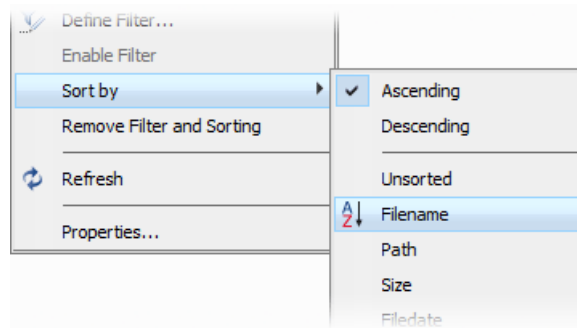 Define Filter...
Enable Filter
Sort by
Remove Filter and Sorting
Refresh
Properties...
Ascending
Descending
Unsorted
Filename
Path
Size
Filedate